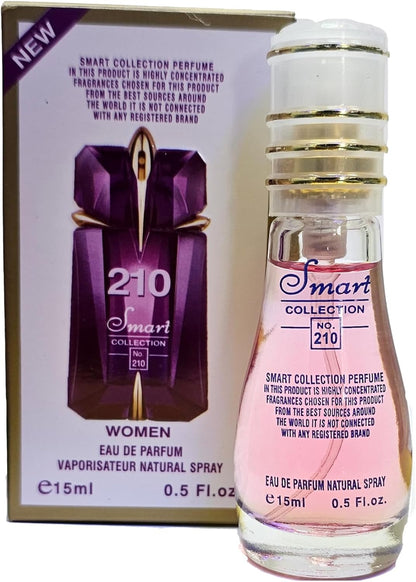 NEW
SMART COLLECTION PERFUME
IN THIS PRODUCT IS HIGHLY CONCENTRATED
FRAGRANCES CHOSEN FOR THIS PRODUCT
FROM THE BEST SOURCES AROUND
THE WORLD IT IS NOT CONNECTED
WITH ANY REGISTERED BRAND
210
Smart
COLLECTION
No.
210
WOMEN
EAU DE PARFUM
VAPORISATEUR NATURAL SPRAY
℮15ml 0.5 Fl.oz
Smart
COLLECTION
NO.
210
SMART COLLECTION PERFUME
IN THIS PRODUCT IS HIGHLY CONCENTRATED
FRAGRANCES CHOSEN FOR THIS PRODUCT
FROM THE BEST SOURCES AROUND
THE WORLD IT IS NOT CONNECTED
WITH ANY REGISTERED BRAND
EAU DE PARFUM NATURAL SPRAY
℮15ml 0.5 Fl.oz.